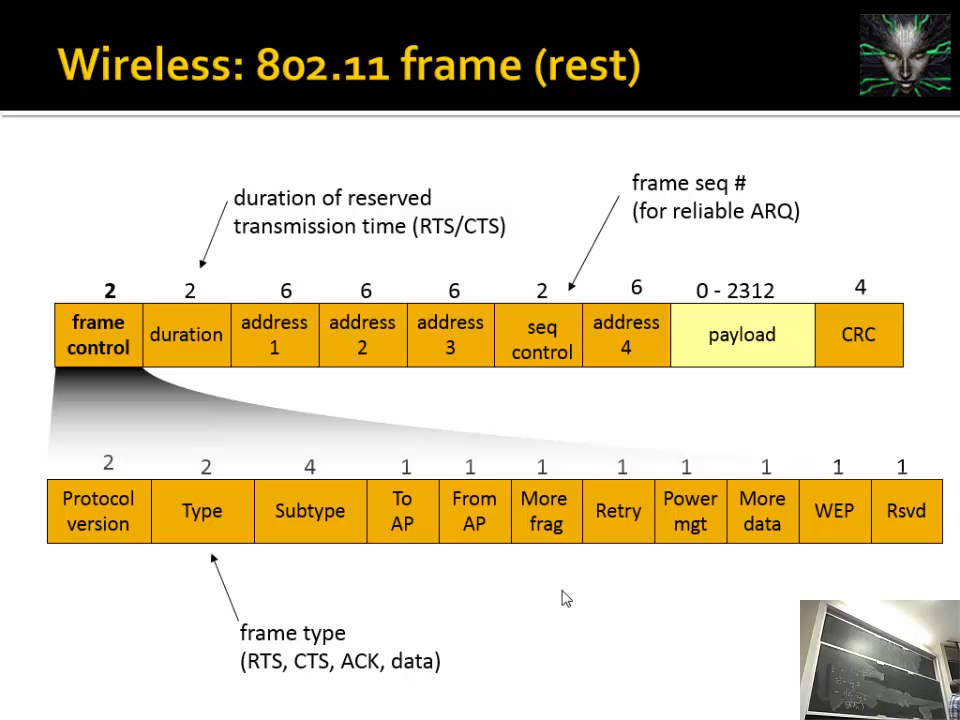 Wireless: 802.11 frame (rest)
duration of reserved
transmission time (RTS/CTS)
frame seq #
(for reliable ARQ)
2 2 6 6 6 2 6 0 - 2312 4
frame control duration address 1 address 2 address 3 seq control address 4 payload CRC
2 2 4 1 1 1 1 1 1 1 1
Protocol version Type Subtype To AP From AP More frag Retry Power mgt More data WEP Rsvd
frame type
(RTS, CTS, ACK, data)